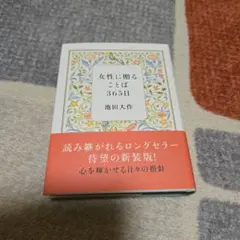 女性に贈る
ことば
365日
池田大作
読み継がれるロングセラー
待望の新装版!
心を輝かせる日々の指針